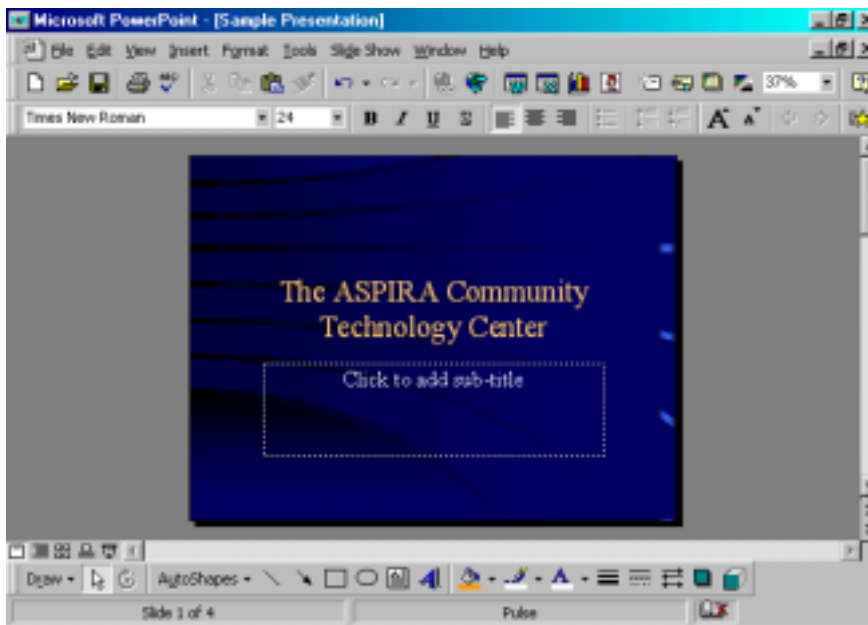 Microsoft PowerPoint - [Sample Presentation]
File Edit View Insert Format Tools Slide Show Window Help
37%
Times New Roman 24 B I U S A A
The ASPIRA Community
Technology Center
Click to add sub-title
Draw AutoShapes A A
Slide 1 of 4 Pulse